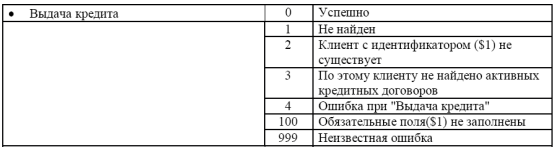 • Выдача кредита 0 Успешно
1 Не найден
2 Клиент с идентификатором ($1) не
существует
3 По этому клиенту не найдено активных
кредитных договоров
4 Ошибка при "Выдача кредита"
100 Обязательные поля($1) не заполнены
999 Неизвестная ошибка